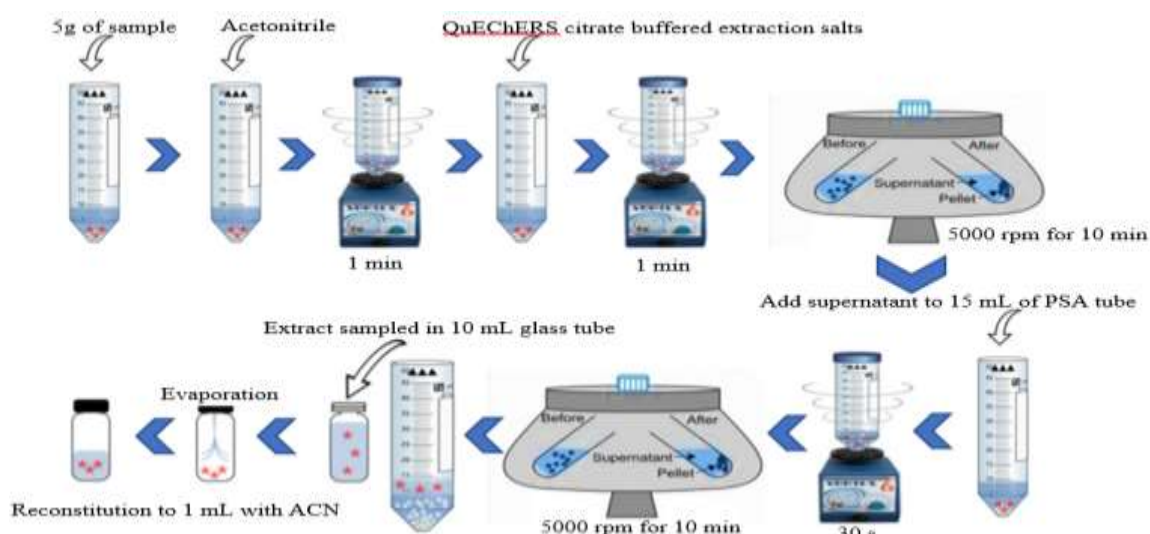 5g of sample
Acetonitrile
QuEChERS citrate buffered extraction salts
1 min
1 min
Before
After
Supernatant
Pellet
5000 rpm for 10 min
Add supernatant to 15 mL of PSA tube
30 s
Before
After
Supernatant
Pellet
5000 rpm for 10 min
Extract sampled in 10 mL glass tube
Evaporation
Reconstitution to 1 mL with ACN